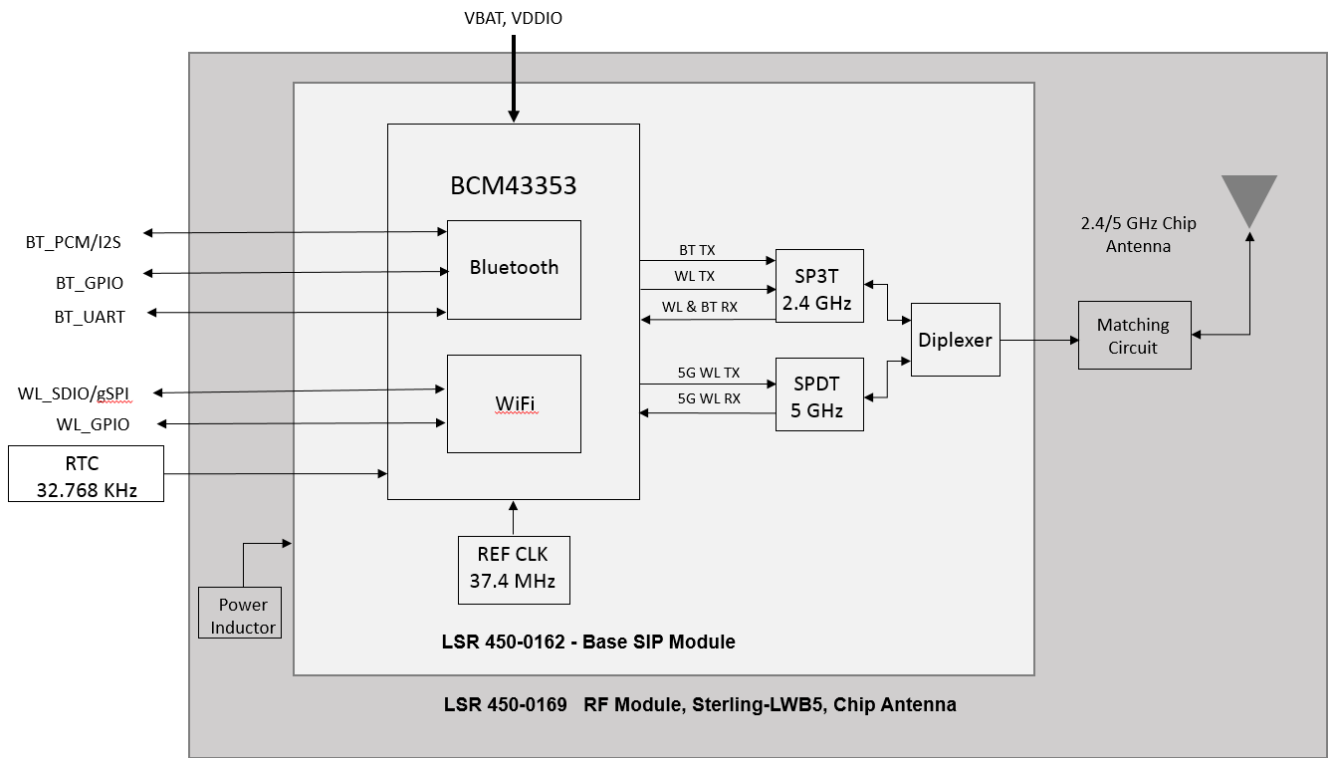 VBAT, VDDIO
BCM43353
Bluetooth
WiFi
BT_PCM/I2S
BT_GPIO
BT_UART
WL_SDIO/gSPI
WL_GPIO
RTC
32.768 KHz
Power
Inductor
REF CLK
37.4 MHz
BT TX
WL TX
WL & BT RX
5G WL TX
5G WL RX
SP3T
2.4 GHz
SPDT
5 GHz
Diplexer
Matching
Circuit
2.4/5 GHz Chip
Antenna
LSR 450-0162 - Base SIP Module
LSR 450-0169 RF Module, Sterling-LWB5, Chip Antenna